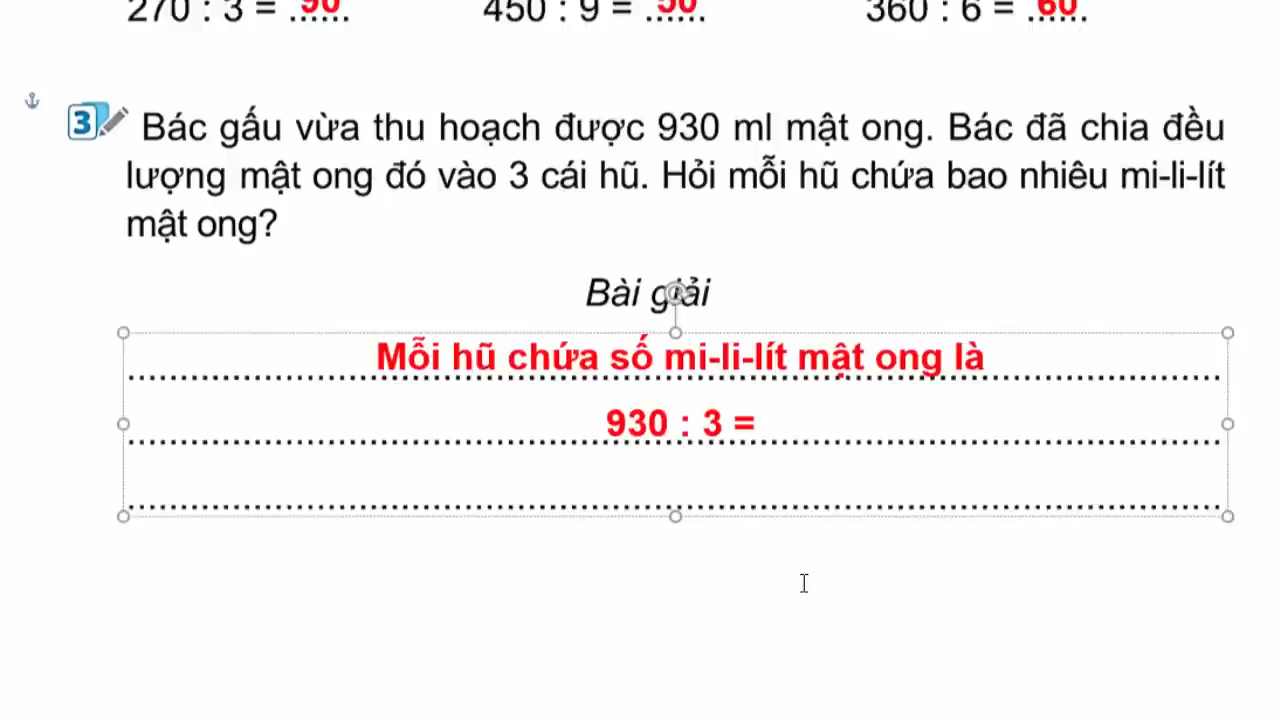 270 : 3 = ...90... 450 : 9 = ...50... 360 : 6 = ...60...
3 Bác gấu vừa thu hoạch được 930 ml mật ong. Bác đã chia đều
lượng mật ong đó vào 3 cái hũ. Hỏi mỗi hũ chứa bao nhiêu mi-li-lít
mật ong?
Bài giải
Mỗi hũ chứa số mi-li-lít mật ong là
930 : 3 =